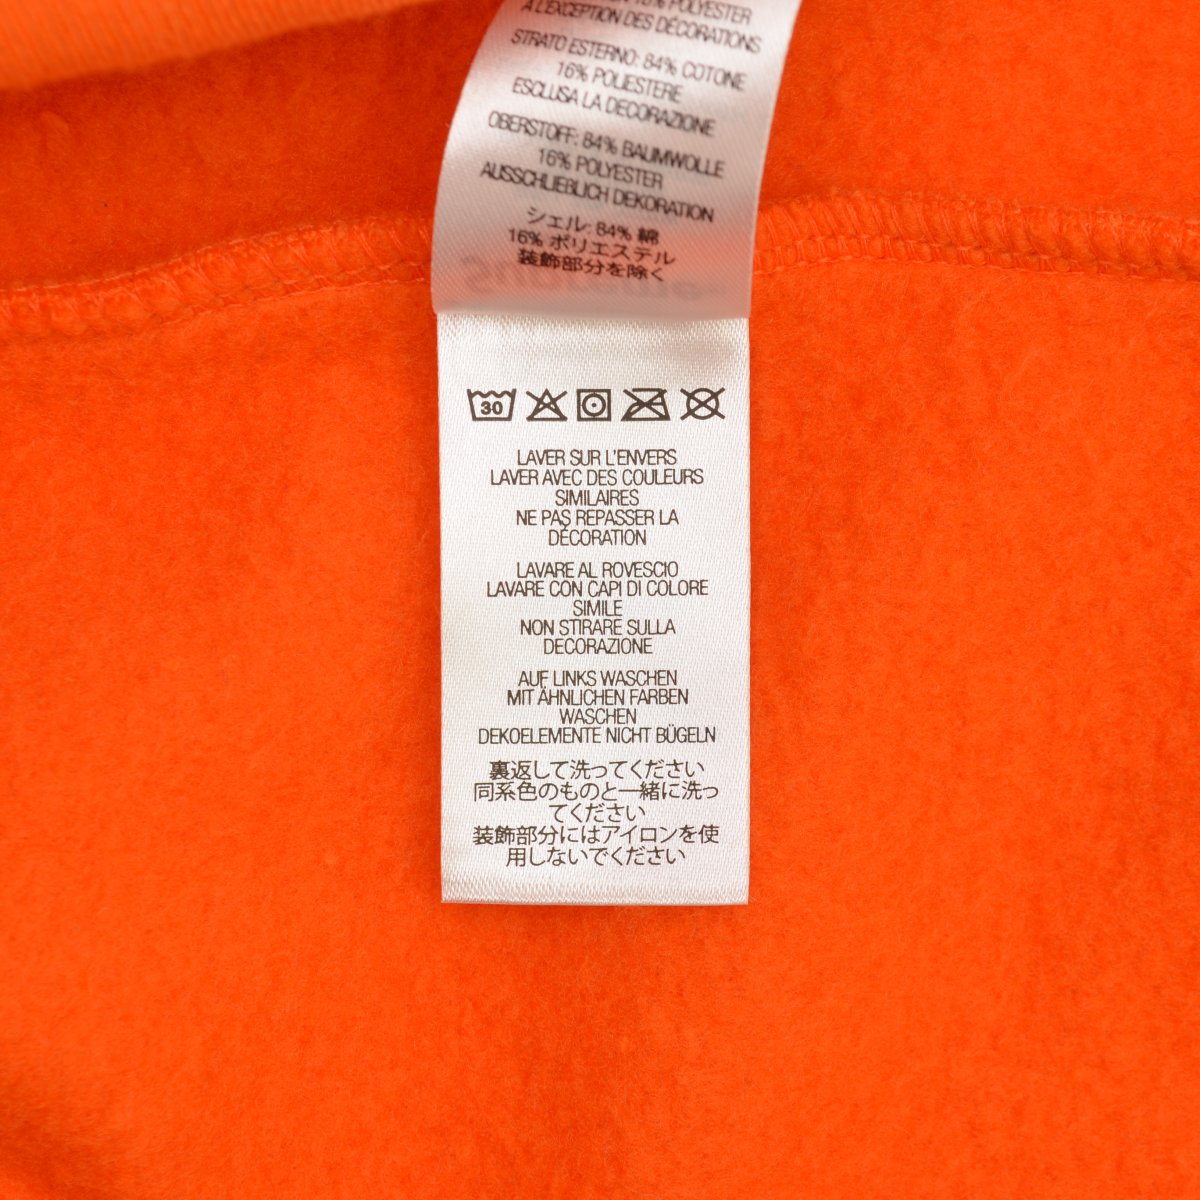 16% POLYESTER
À L'EXCEPTION DES DÉCORATIONS
STRATO ESTERNO: 84% COTONE
16% POLIESTERE
ESCLUSA LA DECORAZIONE
OBERSTOFF: 84% BAUMWOLLE
16% POLYESTER
AUSSCHLIEBLICH DEKORATION
シェル: 84% 綿
16% ポリエステル
装飾部分を除く
30
LAVER SUR L'ENVERS
LAVER AVEC DES COULEURS
SIMILAIRES
NE PAS REPASSER LA
DÉCORATION
LAVARE AL ROVESCIO
LAVARE CON CAPI DI COLORE
SIMILE
NON STIRARE SULLA
DECORAZIONE
AUF LINKS WASCHEN
MIT ÄHNLICHEN FARBEN
WASCHEN
DEKOELEMENTE NICHT BÜGELN
裏返して洗ってください
同系色のものと一緒に洗っ
てください
装飾部分にはアイロンを使
用しないでください